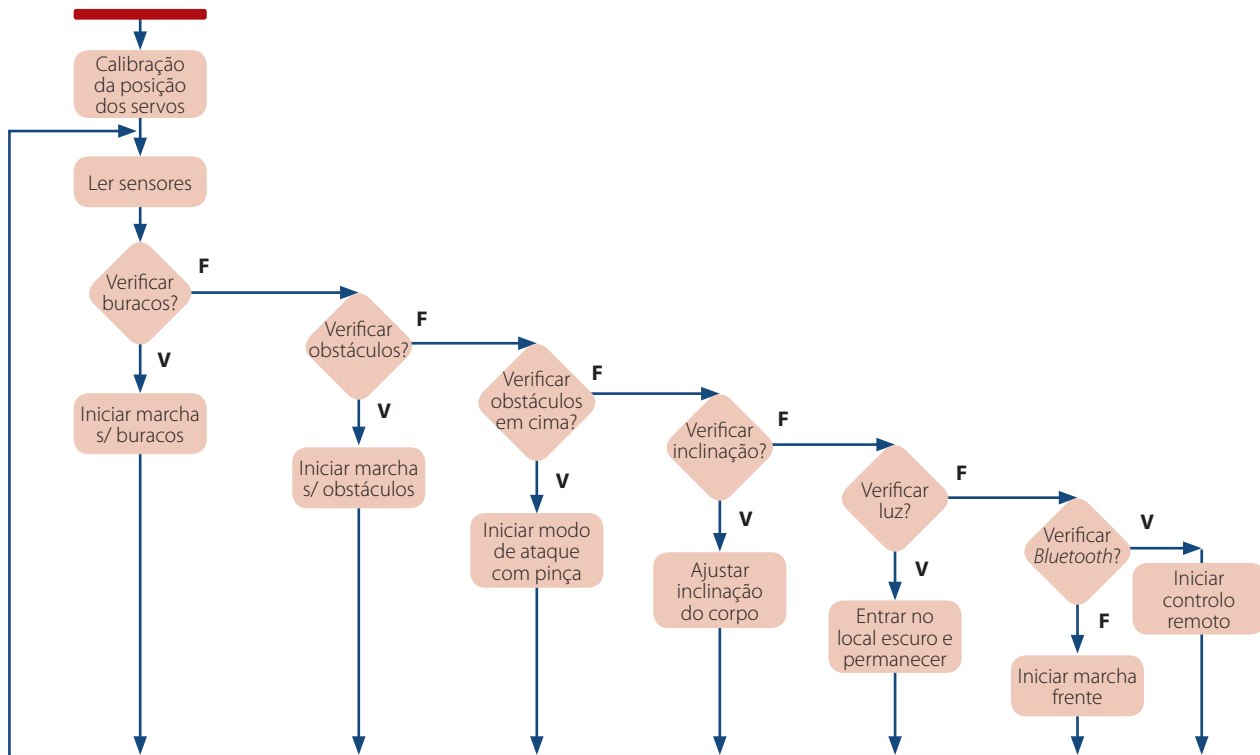 Calibração
da posição
dos servos
Ler sensores
Verificar
buracos?
F
V
Iniciar marcha
s/ buracos
Verificar
obstáculos?
F
V
Iniciar marcha
s/ obstáculos
Verificar
obstáculos
em cima?
F
V
Iniciar modo
de ataque
com pinça
Verificar
inclinação?
F
V
Ajustar
inclinação
do corpo
Verificar
luz?
F
V
Entrar no
local escuro e
permanecer
Verificar
Bluetooth?
V
F
Iniciar
controlo
remoto
Iniciar marcha
frente